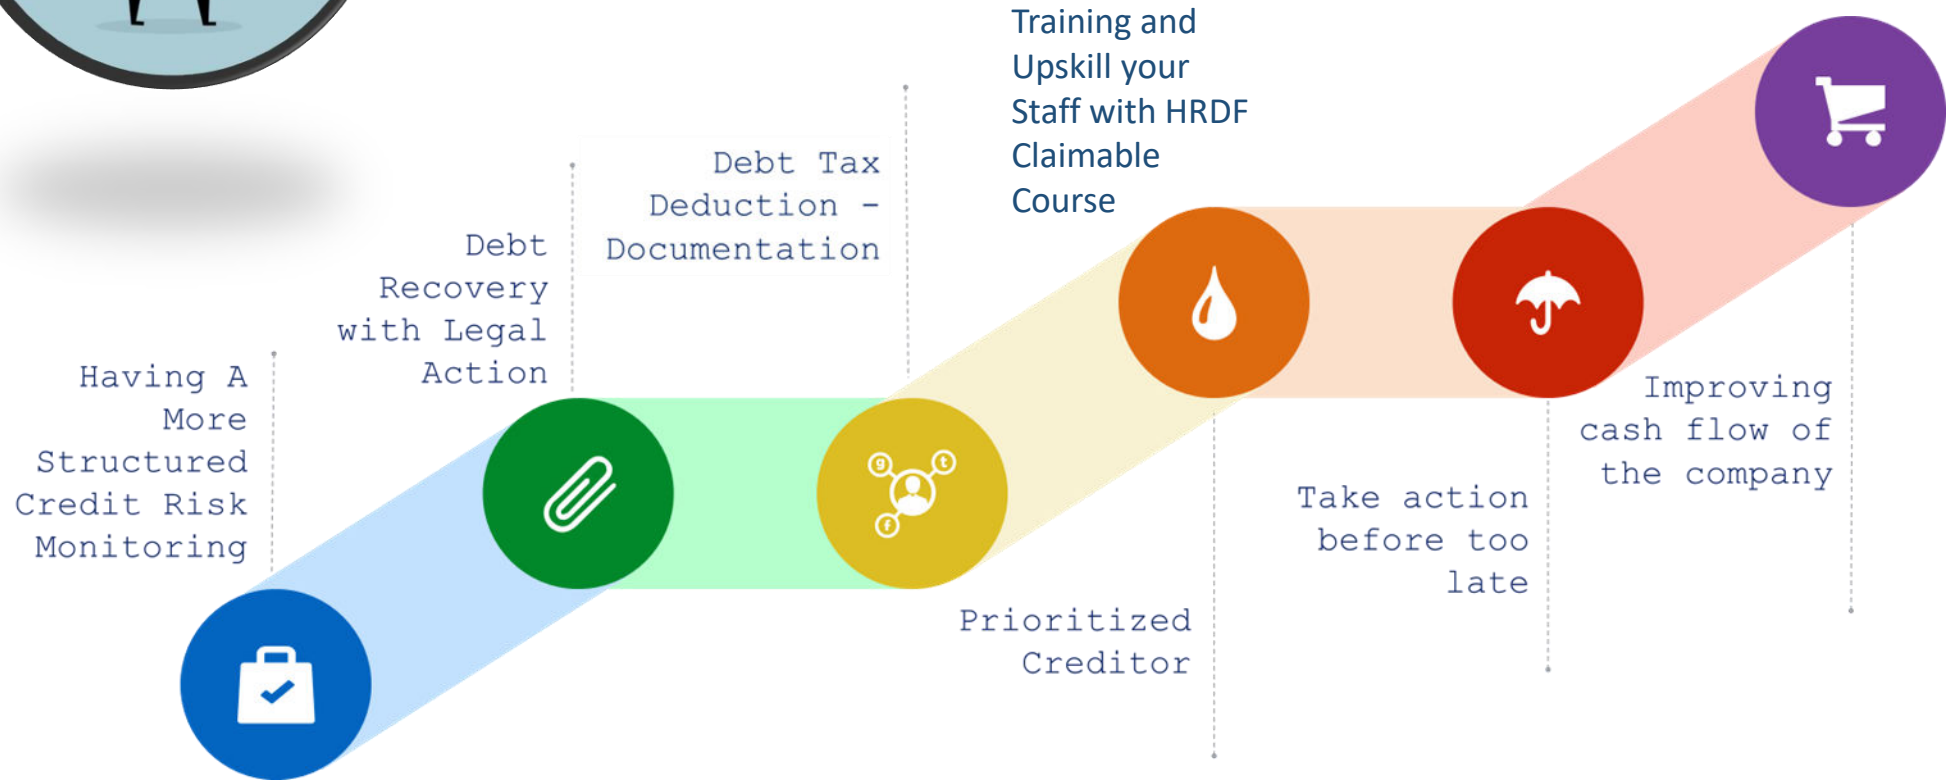 Having A
More
Structured
Credit Risk
Monitoring
Debt
Recovery
with Legal
Action
Debt Tax
Deduction -
Documentation
Training and
Upskill your
Staff with HRDF
Claimable
Course
Prioritized
Creditor
Take action
before too
late
Improving
cash flow of
the company
g
t
f